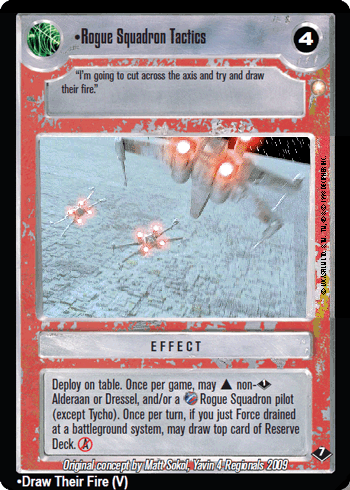 •Rogue Squadron Tactics
4
"I'm going to cut across the axis and try and draw
their fire."
EFFECT
Deploy on table. Once per game, may ▲ non-
Alderaan or Dressel, and/or a Rogue Squadron pilot
(except Tycho). Once per turn, if you just Force drained
at a battleground system, may draw top card of Reserve
Deck. A
7
Original concept by Matt Sokol, Yavin 4 Regionals 2009
•Draw Their Fire (V)